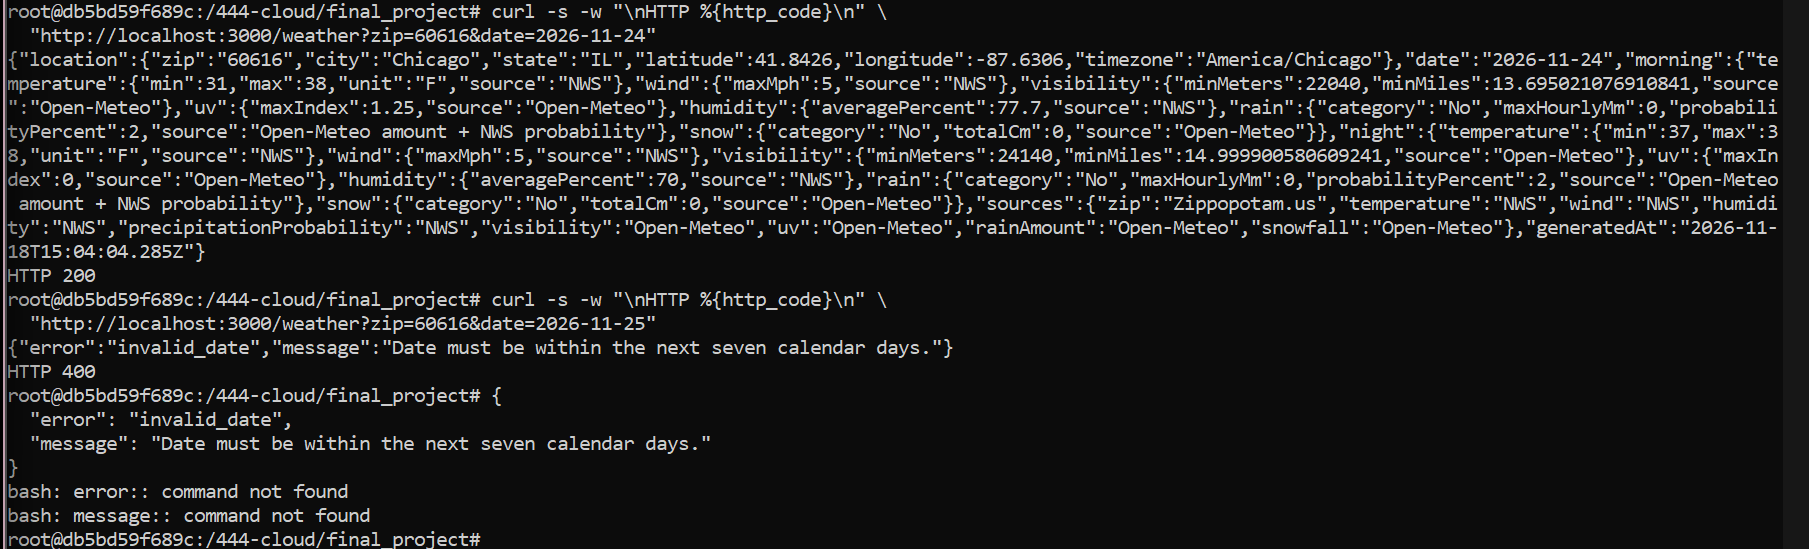 root@db5bd59f689c:/444-cloud/final_project# curl -s -w "\nHTTP %{http_code}\n" \
  "http://localhost:3000/weather?zip=60616&date=2026-11-24"
{"location":{"zip":"60616","city":"Chicago","state":"IL","latitude":41.8426,"longitude":-87.6306,"timezone":"America/Chicago"},"date":"2026-11-24","morning":{"te
mperature":{"min":31,"max":38,"unit":"F","source":"NWS"},"wind":{"maxMph":5,"source":"NWS"},"visibility":{"minMeters":22040,"minMiles":13.695021076910841,"source
":"Open-Meteo"},"uv":{"maxIndex":1.25,"source":"Open-Meteo"},"humidity":{"averagePercent":77.7,"source":"NWS"},"rain":{"category":"No","maxHourlyMm":0,"probabili
tyPercent":2,"source":"Open-Meteo amount + NWS probability"},"snow":{"category":"No","totalCm":0,"source":"Open-Meteo"}},"night":{"temperature":{"min":37,"max":3
8,"unit":"F","source":"NWS"},"wind":{"maxMph":5,"source":"NWS"},"visibility":{"minMeters":24140,"minMiles":14.999900580609241,"source":"Open-Meteo"},"uv":{"maxIn
dex":0,"source":"Open-Meteo"},"humidity":{"averagePercent":70,"source":"NWS"},"rain":{"category":"No","maxHourlyMm":0,"probabilityPercent":2,"source":"Open-Meteo
 amount + NWS probability"},"snow":{"category":"No","totalCm":0,"source":"Open-Meteo"}},"sources":{"zip":"Zippopotam.us","temperature":"NWS","wind":"NWS","humidi
ty":"NWS","precipitationProbability":"NWS","visibility":"Open-Meteo","uv":"Open-Meteo","rainAmount":"Open-Meteo","snowfall":"Open-Meteo"},"generatedAt":"2026-11-
18T15:04:04.285Z"}
HTTP 200
root@db5bd59f689c:/444-cloud/final_project# curl -s -w "\nHTTP %{http_code}\n" \
  "http://localhost:3000/weather?zip=60616&date=2026-11-25"
{"error":"invalid_date","message":"Date must be within the next seven calendar days."}
HTTP 400
root@db5bd59f689c:/444-cloud/final_project# {
  "error": "invalid_date",
  "message": "Date must be within the next seven calendar days."
}
bash: error:: command not found
bash: message:: command not found
root@db5bd59f689c:/444-cloud/final_project#